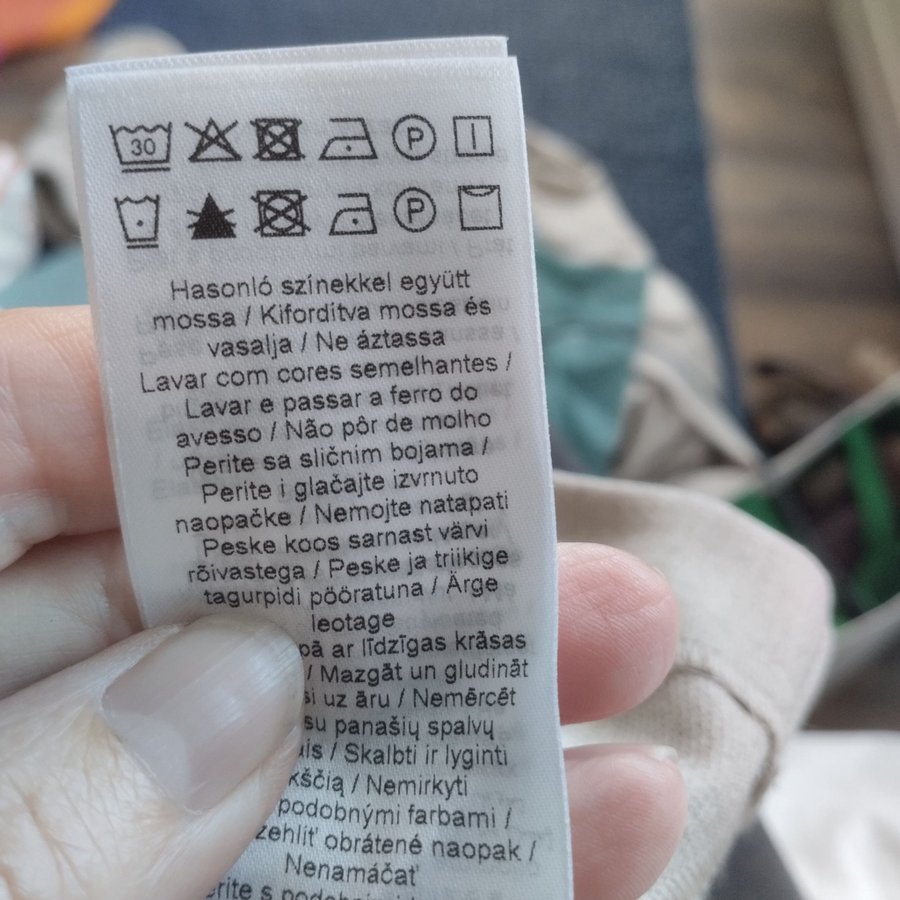 30 P
P
Hasonló színekkel együtt
mossa / Kifordítva mossa és
vasalja / Ne áztassa
Lavar com cores semelhantes /
Lavar e passar a ferro do
avesso / Não pôr de molho
Perite sa sličnim bojama /
Perite i glačajte izvrnuto
naopačke / Nemojte natapati
Peske koos sarnast värvi
rõivastega / Peske ja triikige
tagurpidi pööratuna / Ärge
leotage
ar līdzīgas krāsas
/ Mazgāt un gludināt
uz āru / Nemērcēt
su panašių spalvų
/ Skalbti ir lyginti
/ Nemirkyti
podobnými farbami /
obrátené naopak /
Nenamáčať